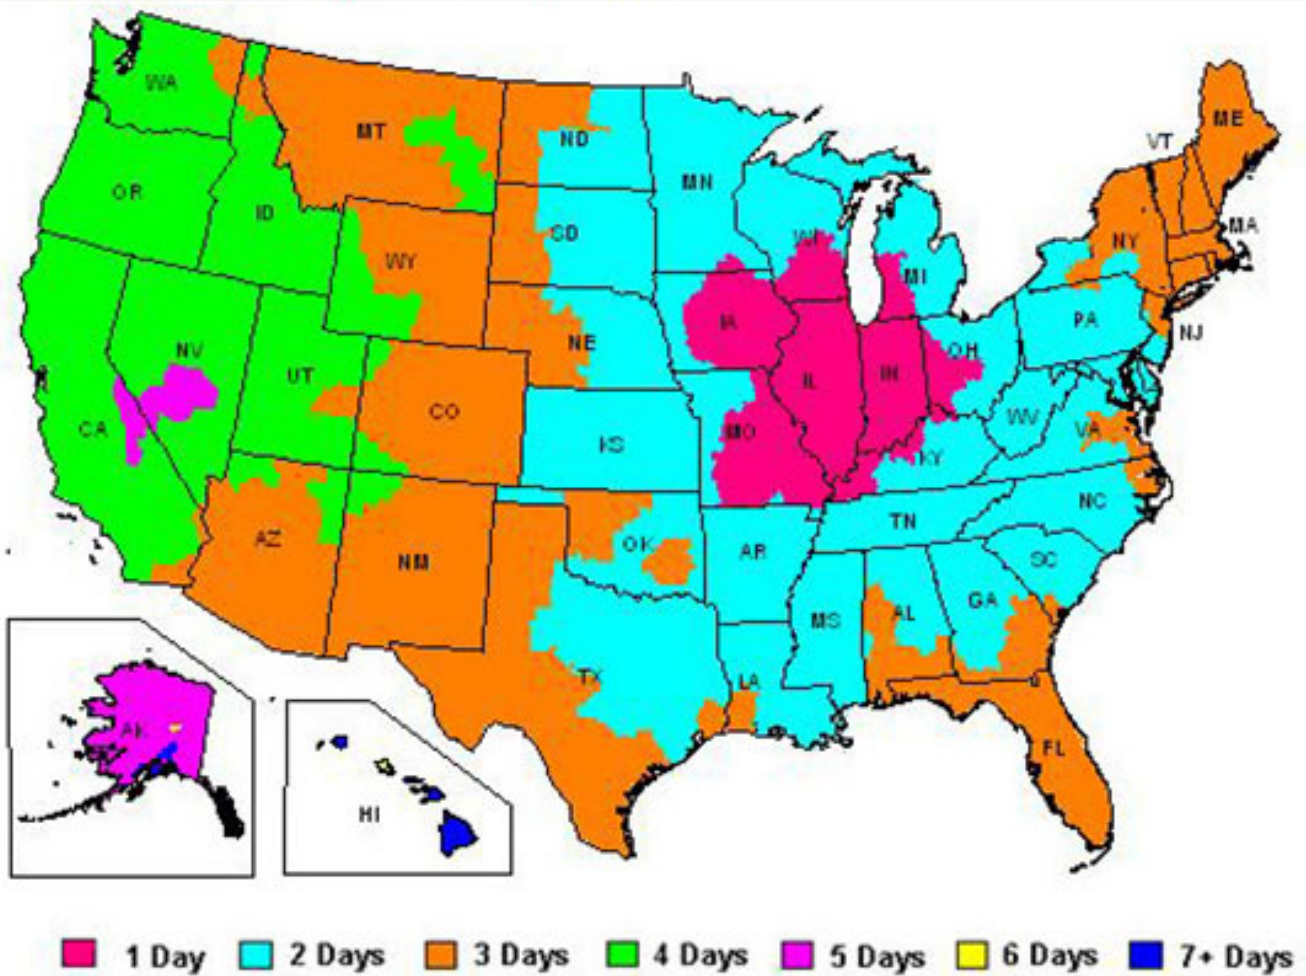 WA
MT
ND
MN
VT
ME
OR
ID
SD
WI
NY
MA
WY
MI
IA
NE
PA
NJ
NV
UT
OH
IL
IN
CO
CA
MO
WV
VA
KS
KY
NC
TN
AZ
OK
AR
NM
SC
MS
AL
GA
TX
LA
AK
FL
HI
1 Day 2 Days 3 Days 4 Days 5 Days 6 Days 7+ Days